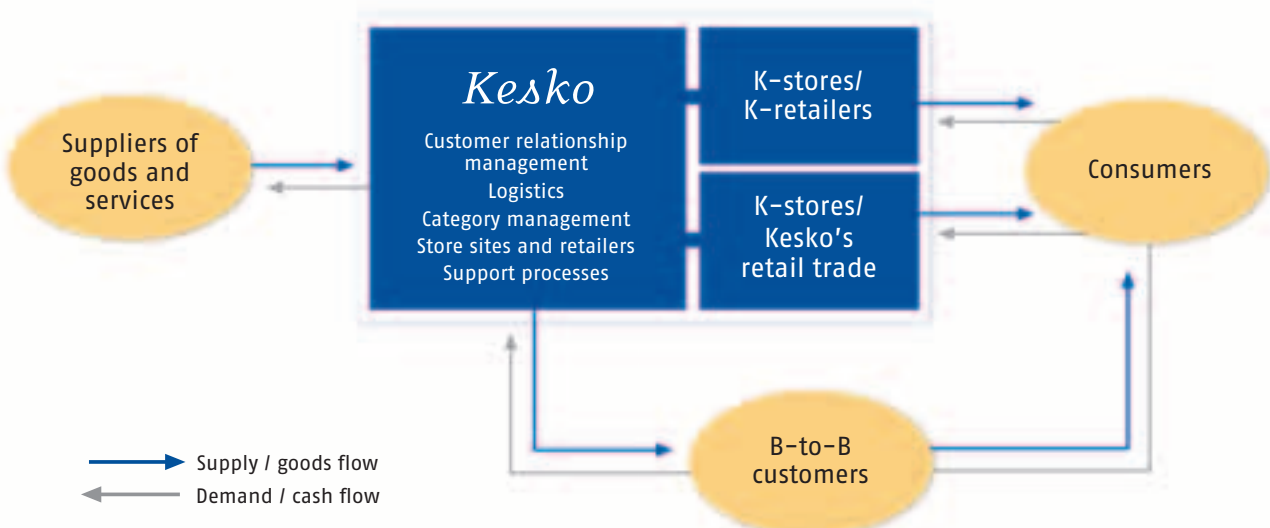 Suppliers of
goods and
services
Kesko
Customer relationship
management
Logistics
Category management
Store sites and retailers
Support processes
K-stores/
K-retailers
K-stores/
Kesko's
retail trade
Consumers
B-to-B
customers
Supply / goods flow
Demand / cash flow